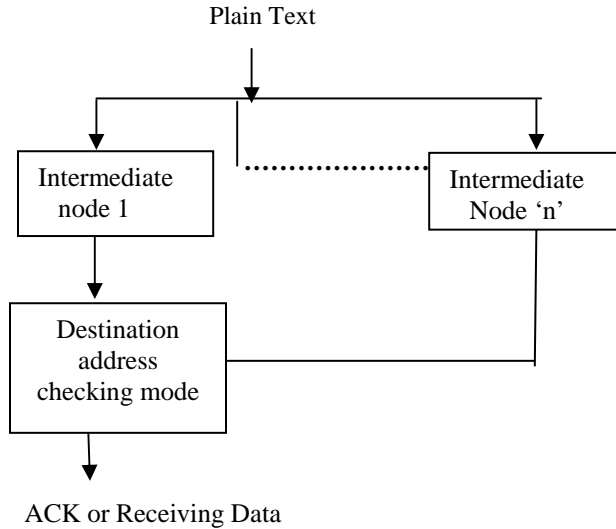 Plain Text
Intermediate
node 1
Intermediate
Node ‘n’
Destination
address
checking mode
ACK or Receiving Data